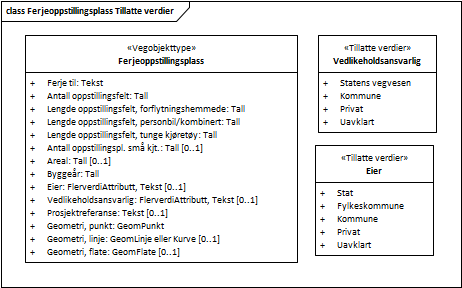 class Ferjeoppstillingsplass Tillatte verdier
«Vegobjekttype»
Ferjeoppstillingsplass
+ Ferje til: Tekst
+ Antall oppstillingsfelt: Tall
+ Lengde oppstillingsfelt, forflytningshemmede: Tall
+ Lengde oppstillingsfelt, personbil/kombinert: Tall
+ Lengde oppstillingsfelt, tunge kjøretøy: Tall
+ Antall oppstillingspl. små kjt.: Tall [0..1]
+ Areal: Tall [0..1]
+ Byggeår: Tall
+ Eier: FlerverdiAttributt, Tekst [0..1]
+ Vedlikeholdsansvarlig: FlerverdiAttributt, Tekst [0..1]
+ Prosjektreferanse: Tekst [0..1]
+ Geometri, punkt: GeomPunkt
+ Geometri, linje: GeomLinje eller Kurve [0..1]
+ Geometri, flate: GeomFlate [0..1]
«Tillatte verdier»
Vedlikeholdsansvarlig
+ Statens vegvesen
+ Kommune
+ Privat
+ Uavklart
«Tillatte verdier»
Eier
+ Stat
+ Fylkeskommune
+ Kommune
+ Privat
+ Uavklart